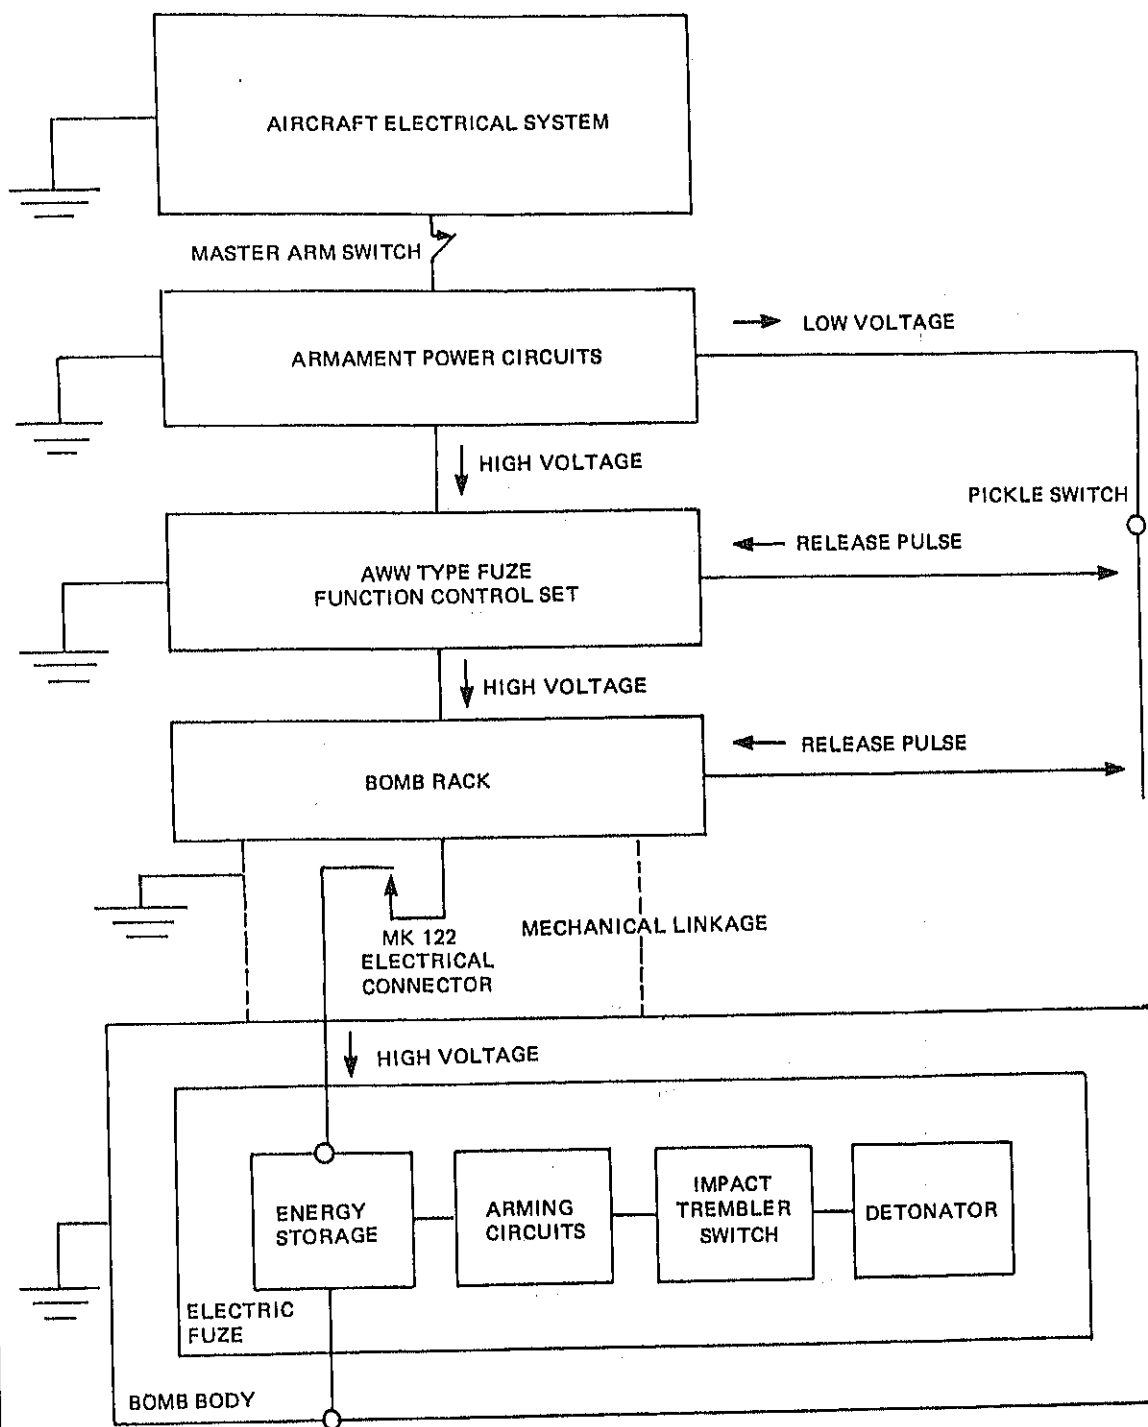 AIRCRAFT ELECTRICAL SYSTEM
MASTER ARM SWITCH
LOW VOLTAGE
ARMAMENT POWER CIRCUITS
HIGH VOLTAGE
PICKLE SWITCH
RELEASE PULSE
AWW TYPE FUZE
FUNCTION CONTROL SET
HIGH VOLTAGE
RELEASE PULSE
BOMB RACK
MECHANICAL LINKAGE
MK 122
ELECTRICAL
CONNECTOR
HIGH VOLTAGE
ENERGY
STORAGE
ARMING
CIRCUITS
IMPACT
TREMBLER
SWITCH
DETONATOR
ELECTRIC
FUZE
BOMB BODY